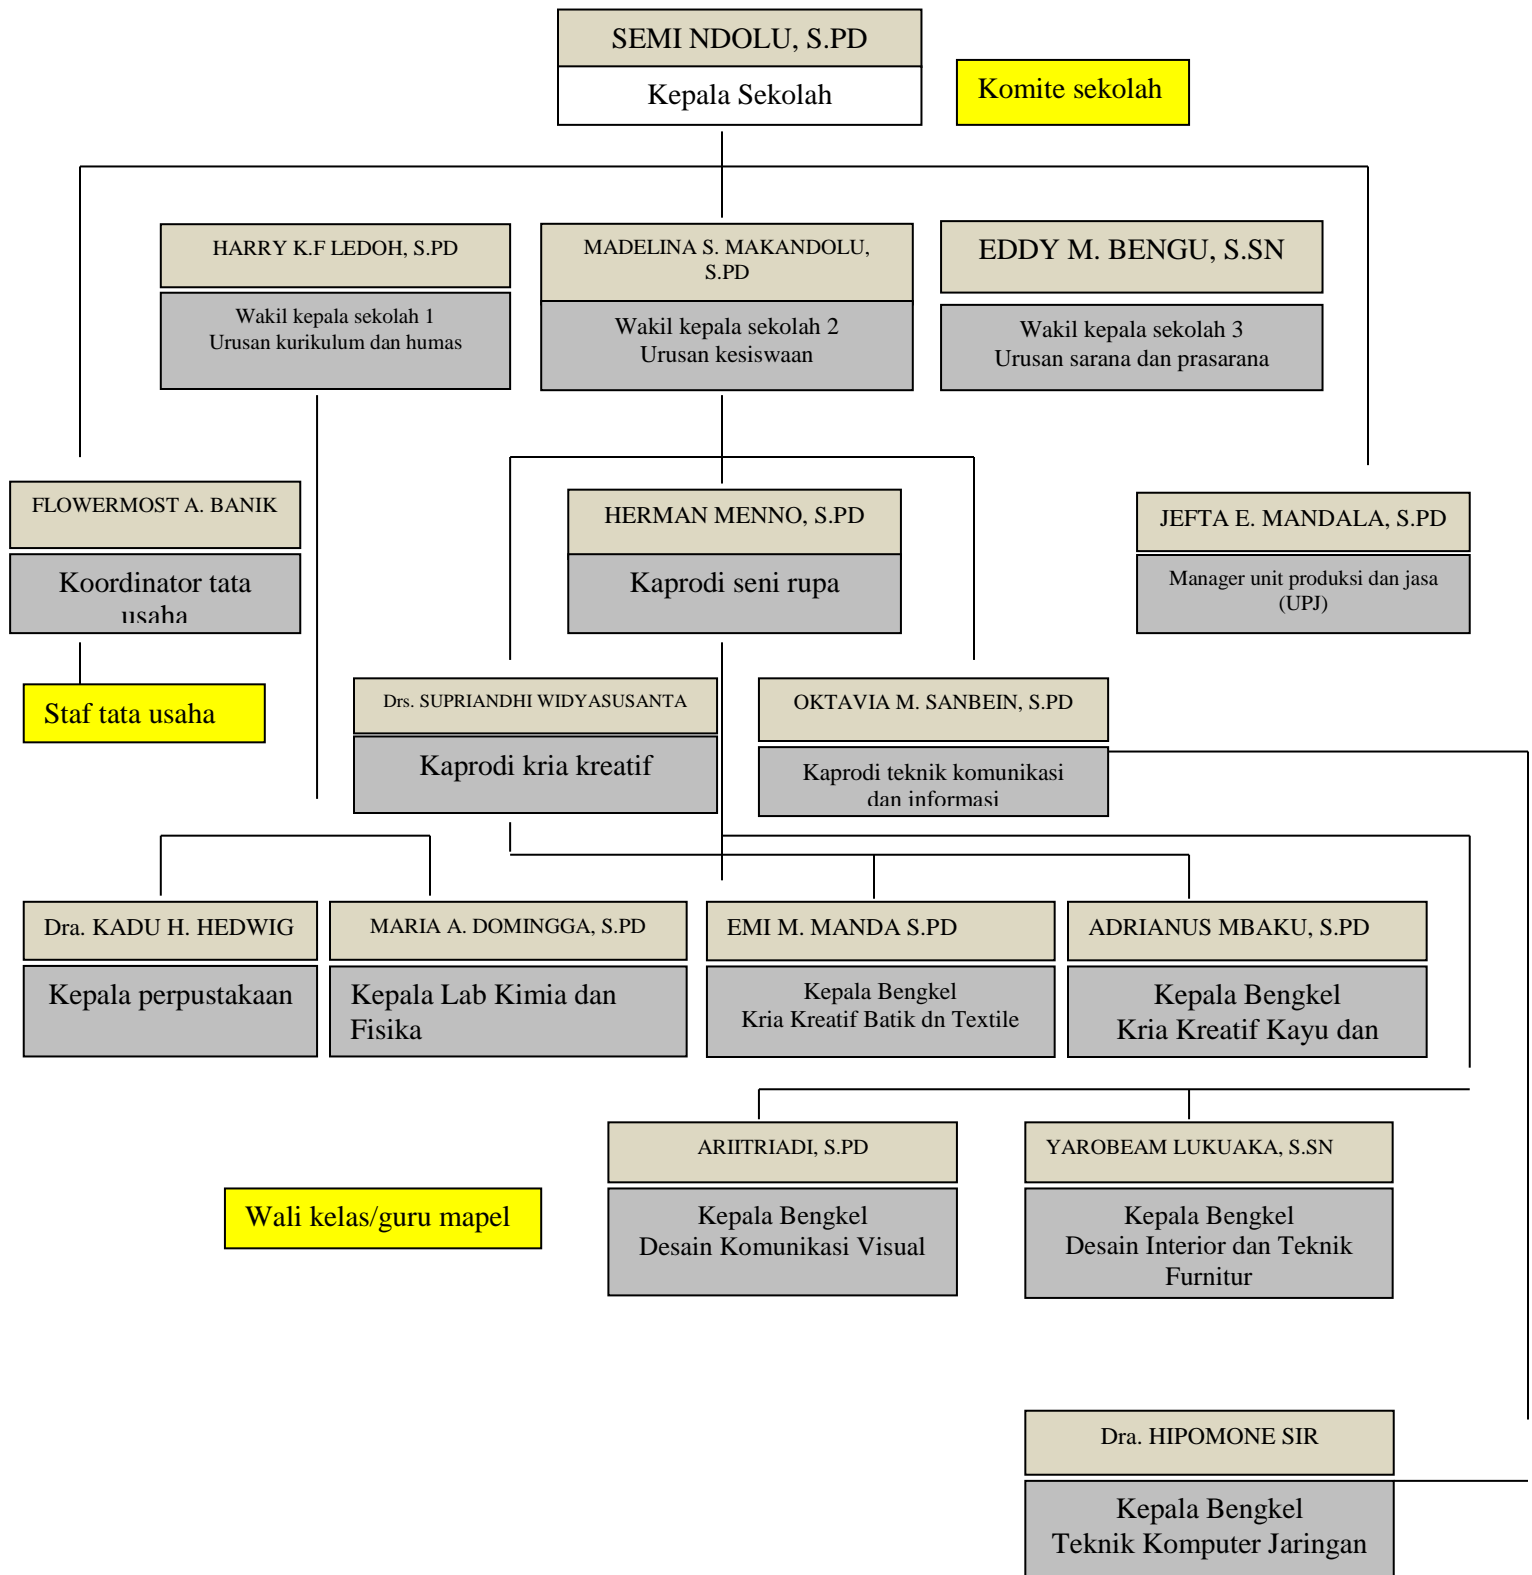 SEMI NDOLU, S.PD
Kepala Sekolah
Komite sekolah
HARRY K.F LEDOH, S.PD
Wakil kepala sekolah 1
Urusan kurikulum dan humas
MADELINA S. MAKANDOLU,
S.PD
Wakil kepala sekolah 2
Urusan kesiswaan
EDDY M. BENGU, S.SN
Wakil kepala sekolah 3
Urusan sarana dan prasarana
FLOWERMOST A. BANIK
Koordinator tata
usaha
HERMAN MENNO, S.PD
Kaprodi seni rupa
JEFTA E. MANDALA, S.PD
Manager unit produksi dan jasa
(UPJ)
Staf tata usaha
Drs. SUPRIANDHI WIDYASUSANTA
Kaprodi kria kreatif
OKTAVIA M. SANBEIN, S.PD
Kaprodi teknik komunikasi
dan informasi
Dra. KADU H. HEDWIG
Kepala perpustakaan
MARIA A. DOMINGGA, S.PD
Kepala Lab Kimia dan
Fisika
EMI M. MANDA S.PD
Kepala Bengkel
Kria Kreatif Batik dn Textile
ADRIANUS MBAKU, S.PD
Kepala Bengkel
Kria Kreatif Kayu dan
ARIITRIADI, S.PD
Kepala Bengkel
Desain Komunikasi Visual
YAROBEAM LUKUAKA, S.SN
Kepala Bengkel
Desain Interior dan Teknik
Furnitur
Wali kelas/guru mapel
Dra. HIPOMONE SIR
Kepala Bengkel
Teknik Komputer Jaringan